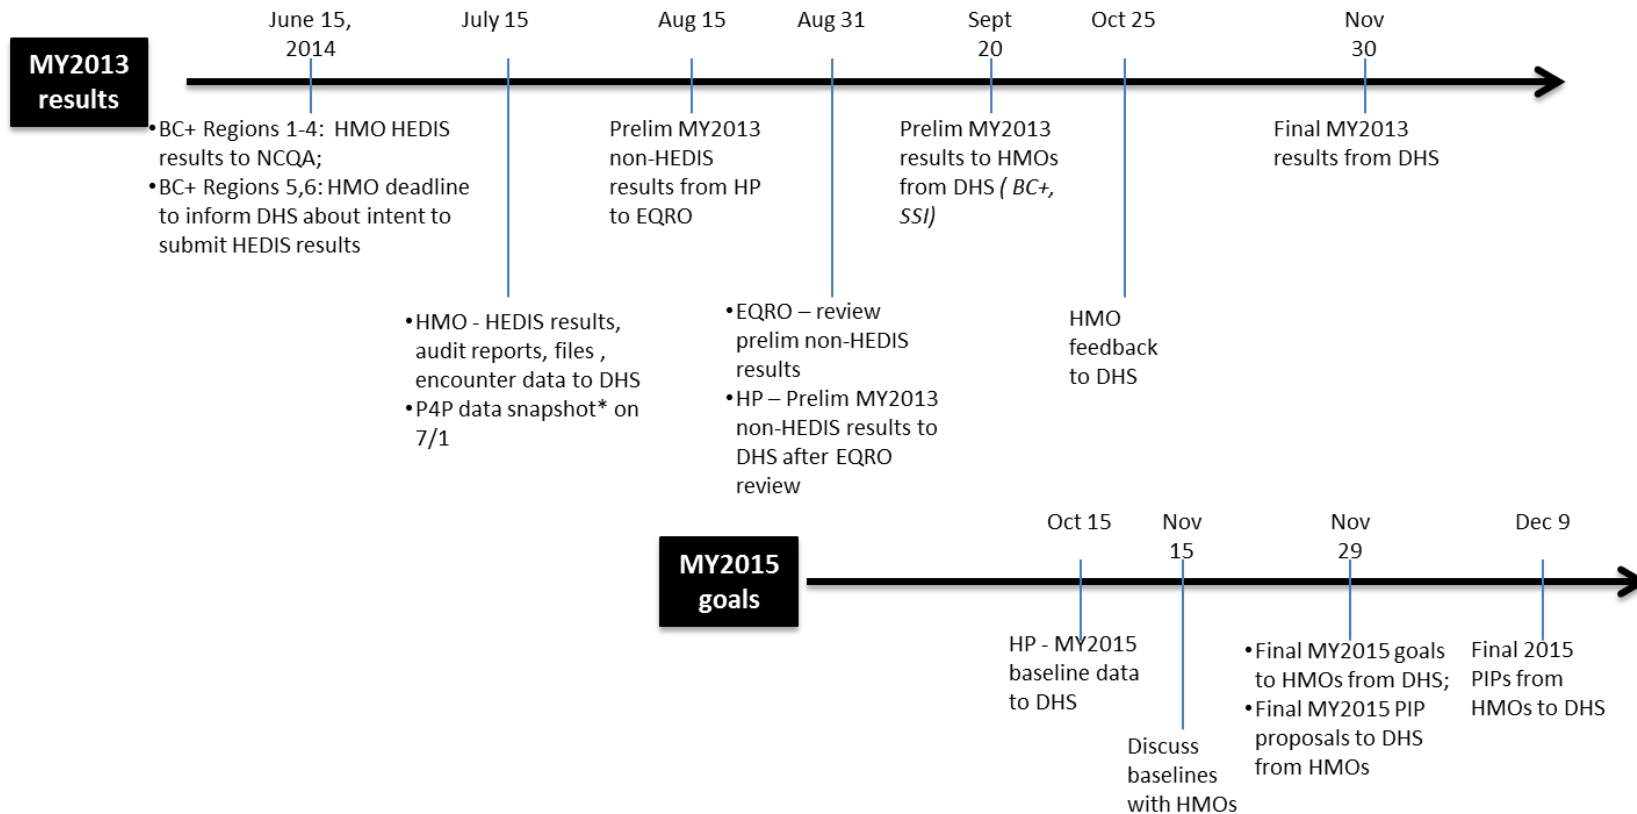 June 15,
2014
July 15
Aug 15
Aug 31
Sept
20
Oct 25
Nov
30
MY2013
results
•BC+ Regions 1-4: HMO HEDIS
results to NCQA;
•BC+ Regions 5,6: HMO deadline
to inform DHS about intent to
submit HEDIS results
Prelim MY2013
non-HEDIS
results from HP
to EQRO
Prelim MY2013
results to HMOs
from DHS ( BC+,
SSI)
Final MY2013
results from DHS
•HMO - HEDIS results,
audit reports, files ,
encounter data to DHS
•P4P data snapshot* on
7/1
•EQRO – review
prelim non-HEDIS
results
•HP – Prelim MY2013
non-HEDIS results to
DHS after EQRO
review
HMO
feedback
to DHS
Oct 15
Nov
15
Nov
29
Dec 9
MY2015
goals
HP - MY2015
baseline data
to DHS
Discuss
baselines
with HMOs
•Final MY2015 goals
to HMOs from DHS;
•Final MY2015 PIP
proposals to DHS
from HMOs
Final 2015
PIPs from
HMOs to DHS